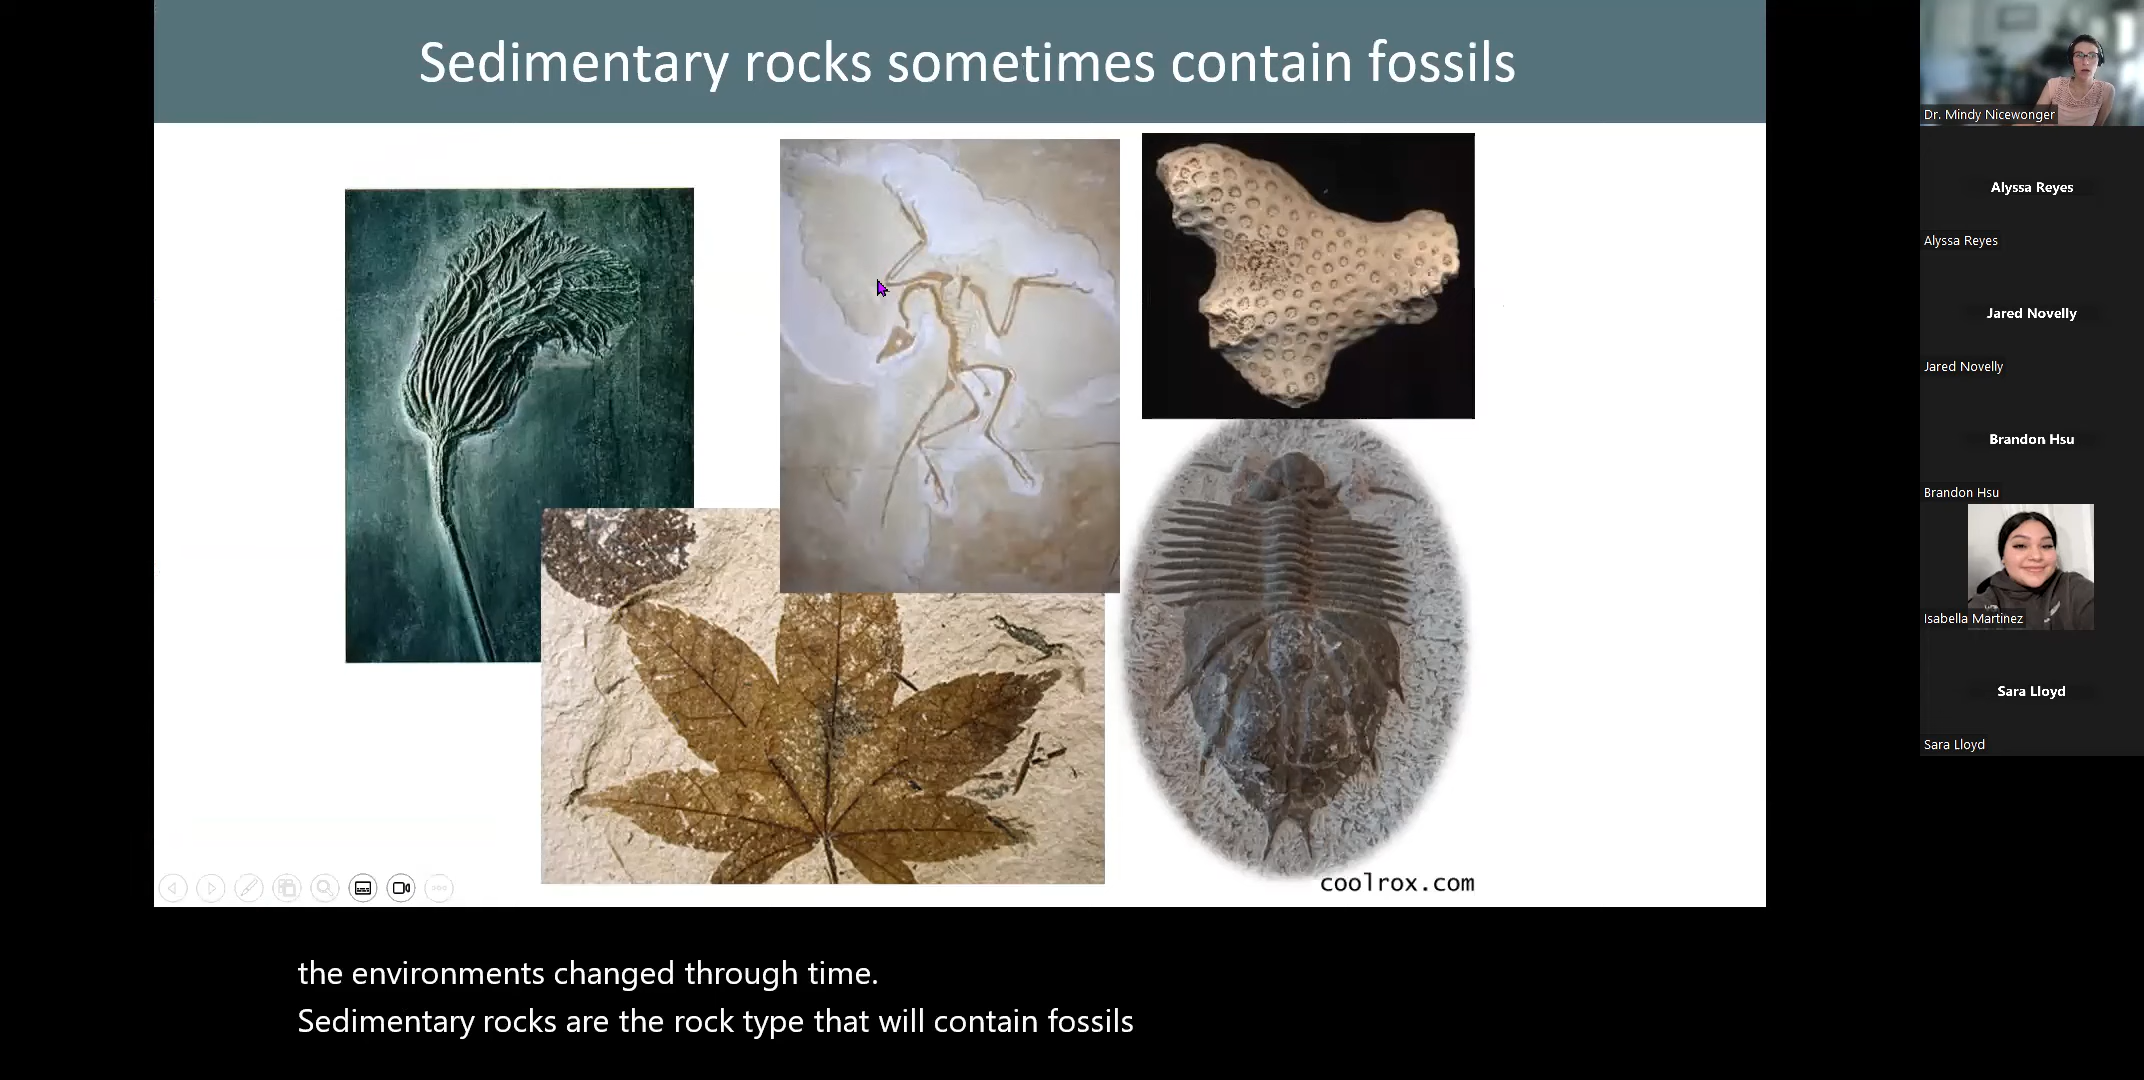 Sedimentary rocks sometimes contain fossils
coolrox.com
the environments changed through time.
Sedimentary rocks are the rock type that will contain fossils
Dr. Mindy Nicewonger
Alyssa Reyes
Alyssa Reyes
Jared Novelly
Jared Novelly
Brandon Hsu
Brandon Hsu
Isabella Martinez
Sara Lloyd
Sara Lloyd